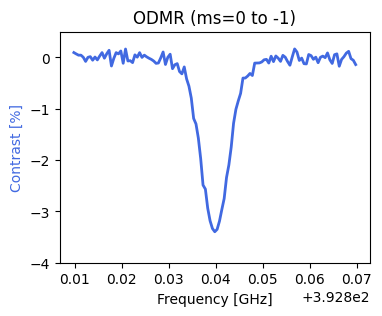 ODMR (ms=0 to -1)
Contrast [%]
0
−1
−2
−3
−4
0.01 0.02 0.03 0.04 0.05 0.06 0.07
Frequency [GHz]
+3.928e2